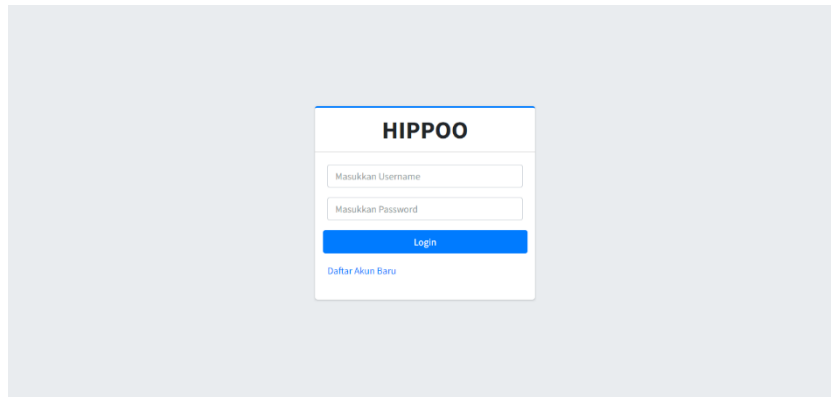 HIPPOO
Masukkan Username
Masukkan Password
Login
Daftar Akun Baru